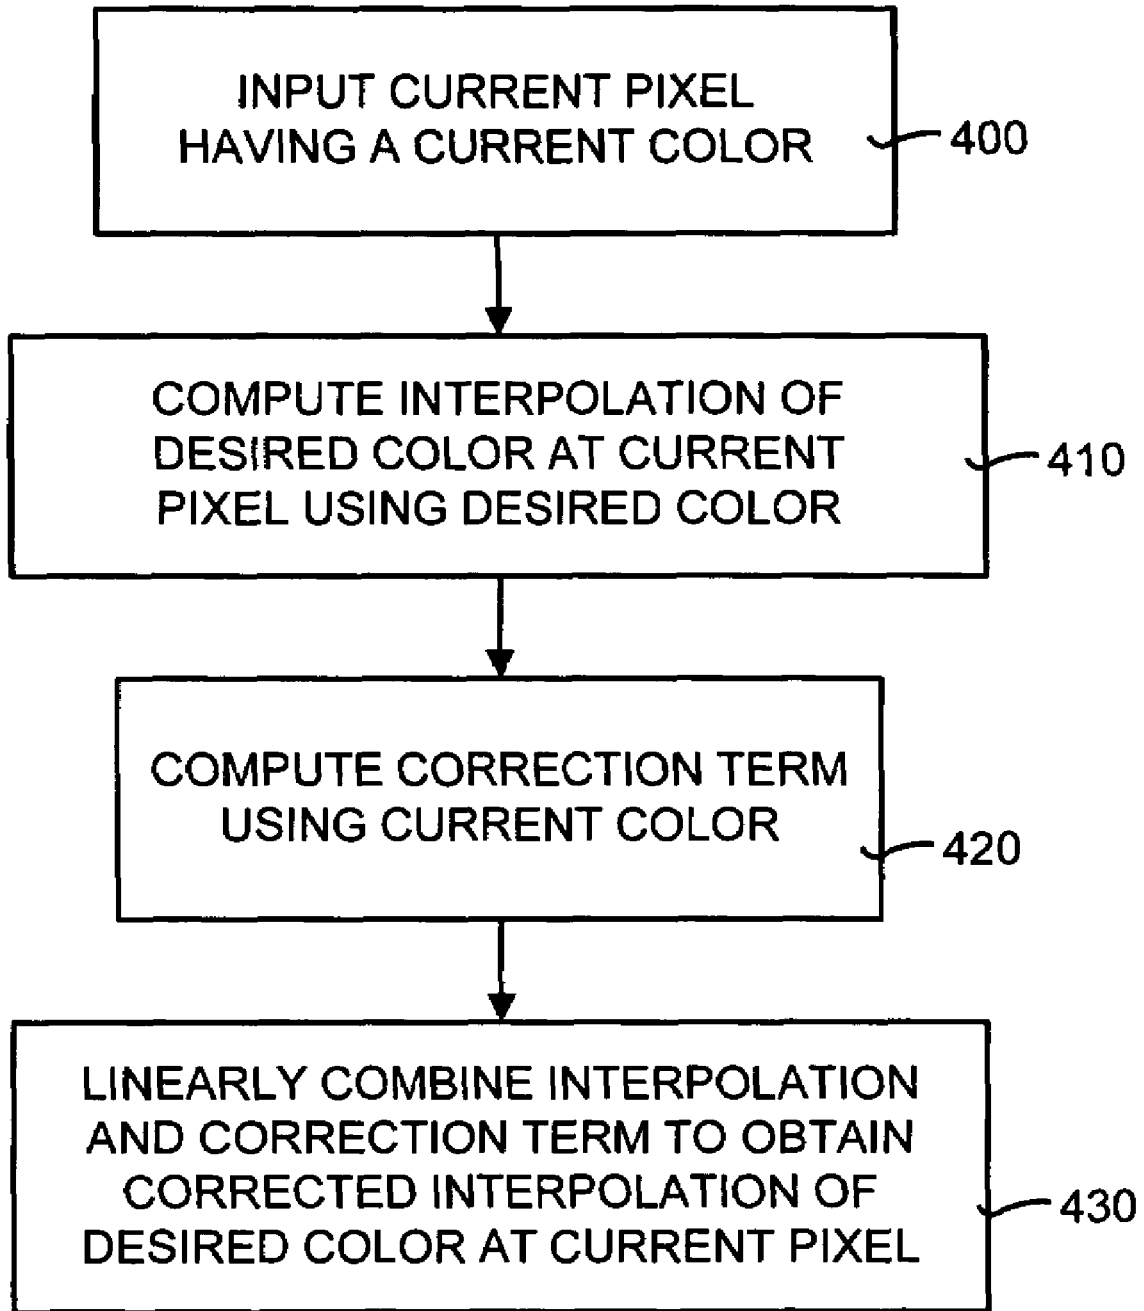 INPUT CURRENT PIXEL
HAVING A CURRENT COLOR
400
COMPUTE INTERPOLATION OF
DESIRED COLOR AT CURRENT
PIXEL USING DESIRED COLOR
410
COMPUTE CORRECTION TERM
USING CURRENT COLOR
420
LINEARLY COMBINE INTERPOLATION
AND CORRECTION TERM TO OBTAIN
CORRECTED INTERPOLATION OF
DESIRED COLOR AT CURRENT PIXEL
430